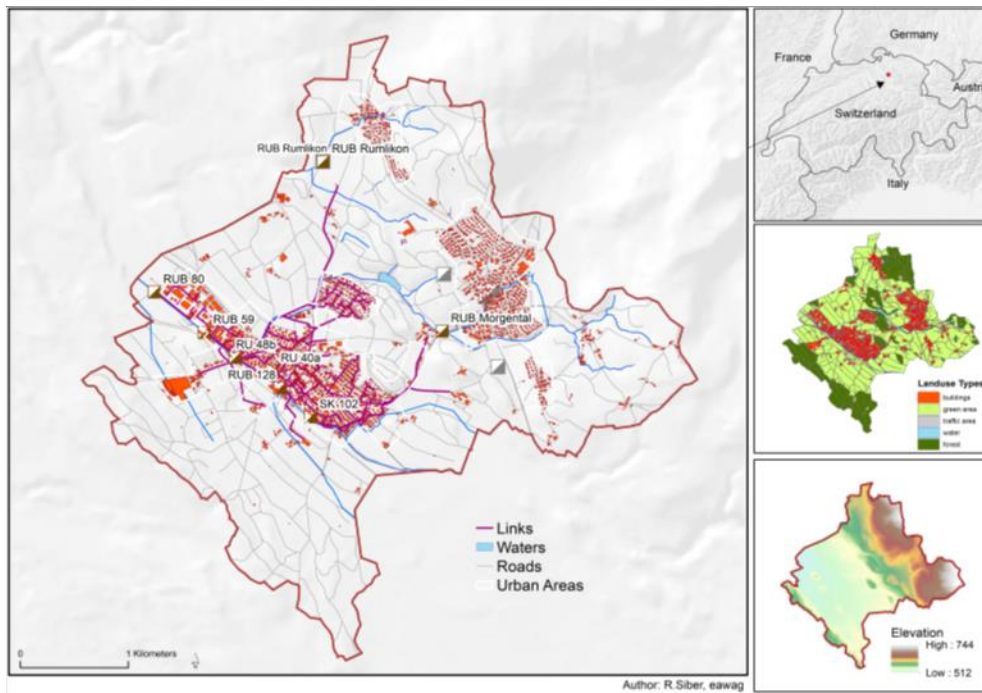 RUB Rumlikon
RUB Rumlikon
RUB 80
RUB 59
RUB Morgental
RU 48b
RU 40a
RUB 128
SK 102
Links
Waters
Roads
Urban Areas
0
1 Kilometers
Author: R.Siber, eawag
Germany
France
Austri
Switzerland
Italy
Landuse Types
buildings
green area
traffic area
water
forest
Elevation
High : 744
Low : 512